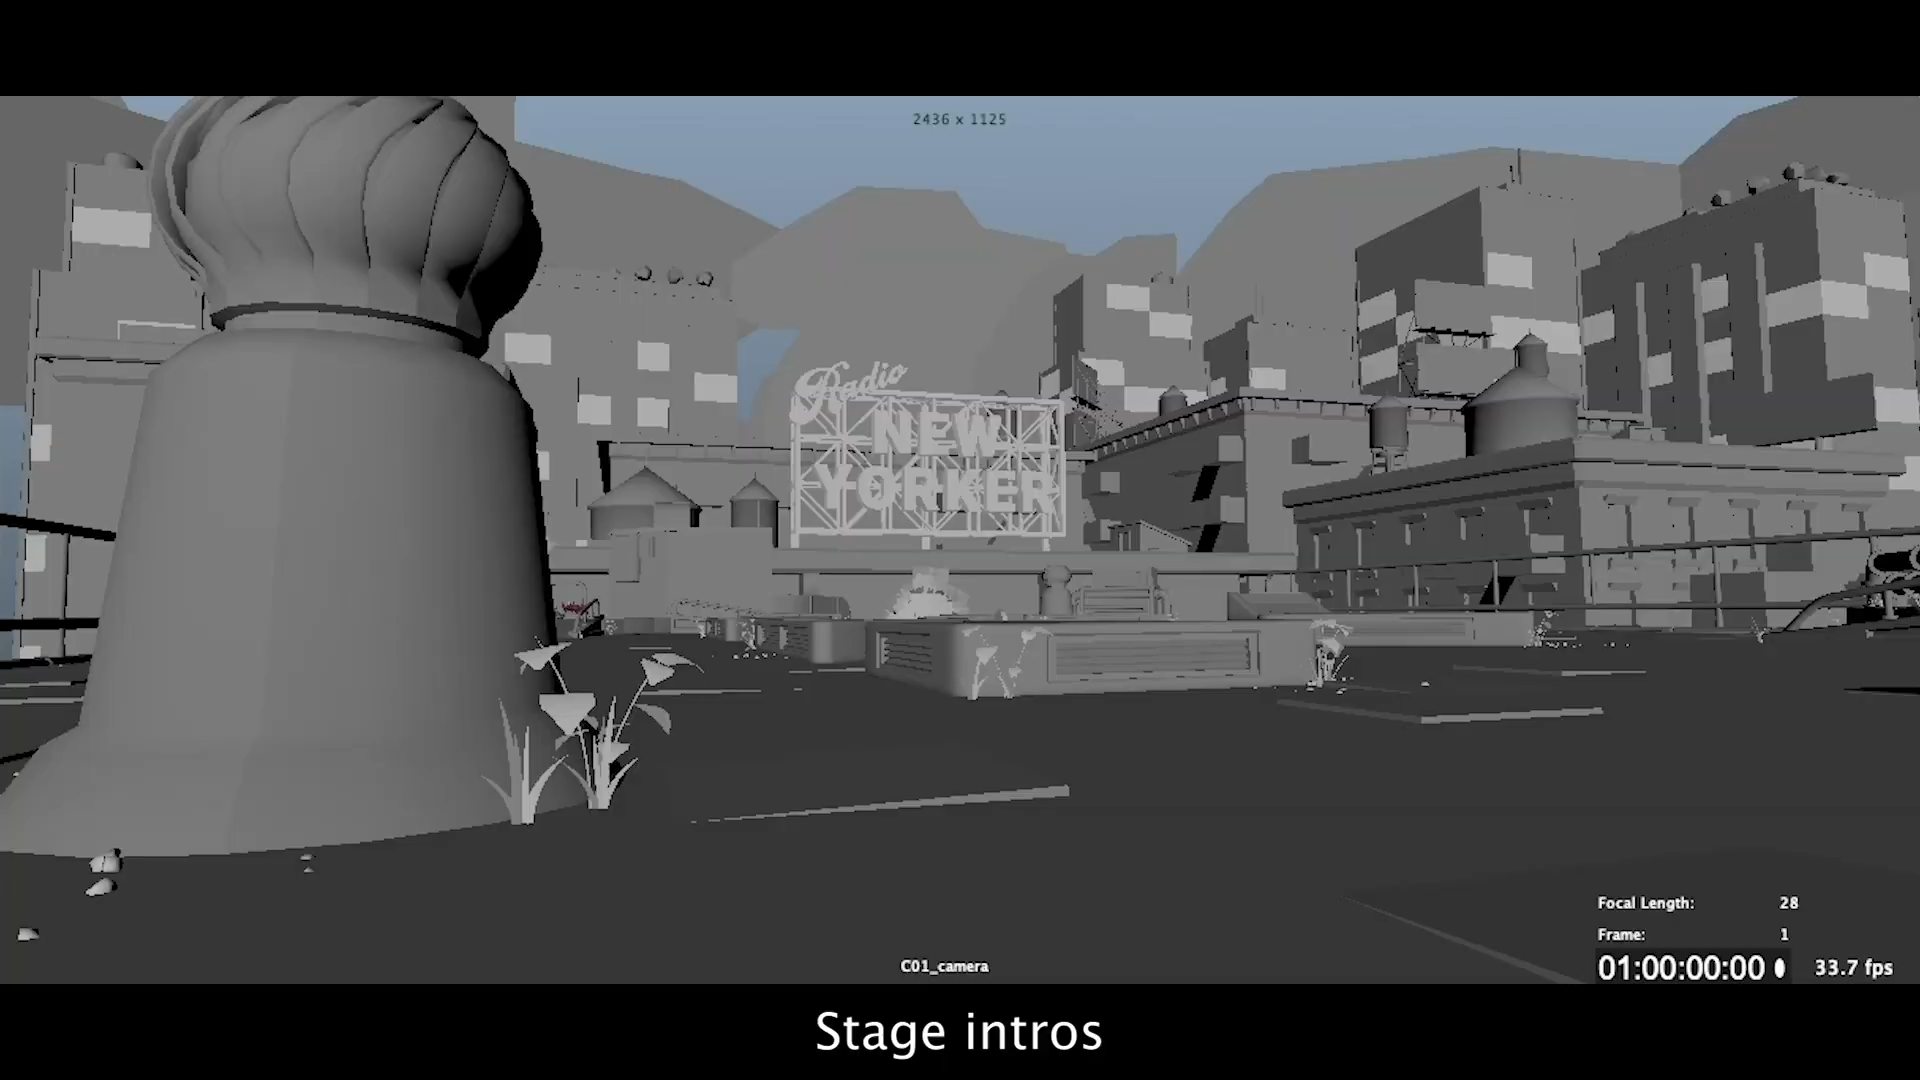 2436 x 1125
Radio
NEW
YORKER
Focal Length: 28
Frame: 1
C01_camera
01:00:00:00
33.7 fps
Stage intros